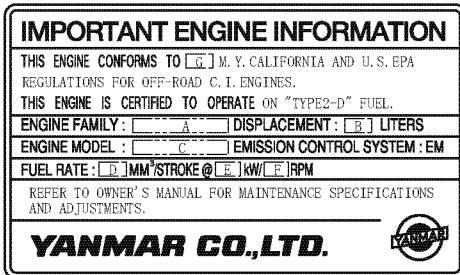 IMPORTANT ENGINE INFORMATION
THIS ENGINE CONFORMS TO [ G ] M.Y. CALIFORNIA AND U.S. EPA
REGULATIONS FOR OFF-ROAD C.I. ENGINES.
THIS ENGINE IS CERTIFIED TO OPERATE ON "TYPE2-D" FUEL.
ENGINE FAMILY : [ A ] DISPLACEMENT : [ B ] LITERS
ENGINE MODEL : [ C ] EMISSION CONTROL SYSTEM : EM
FUEL RATE : [ D ] MM³/STROKE @ [ E ] kW/ [ F ] RPM
REFER TO OWNER'S MANUAL FOR MAINTENANCE SPECIFICATIONS
AND ADJUSTMENTS.
YANMAR CO.,LTD.
YANMAR